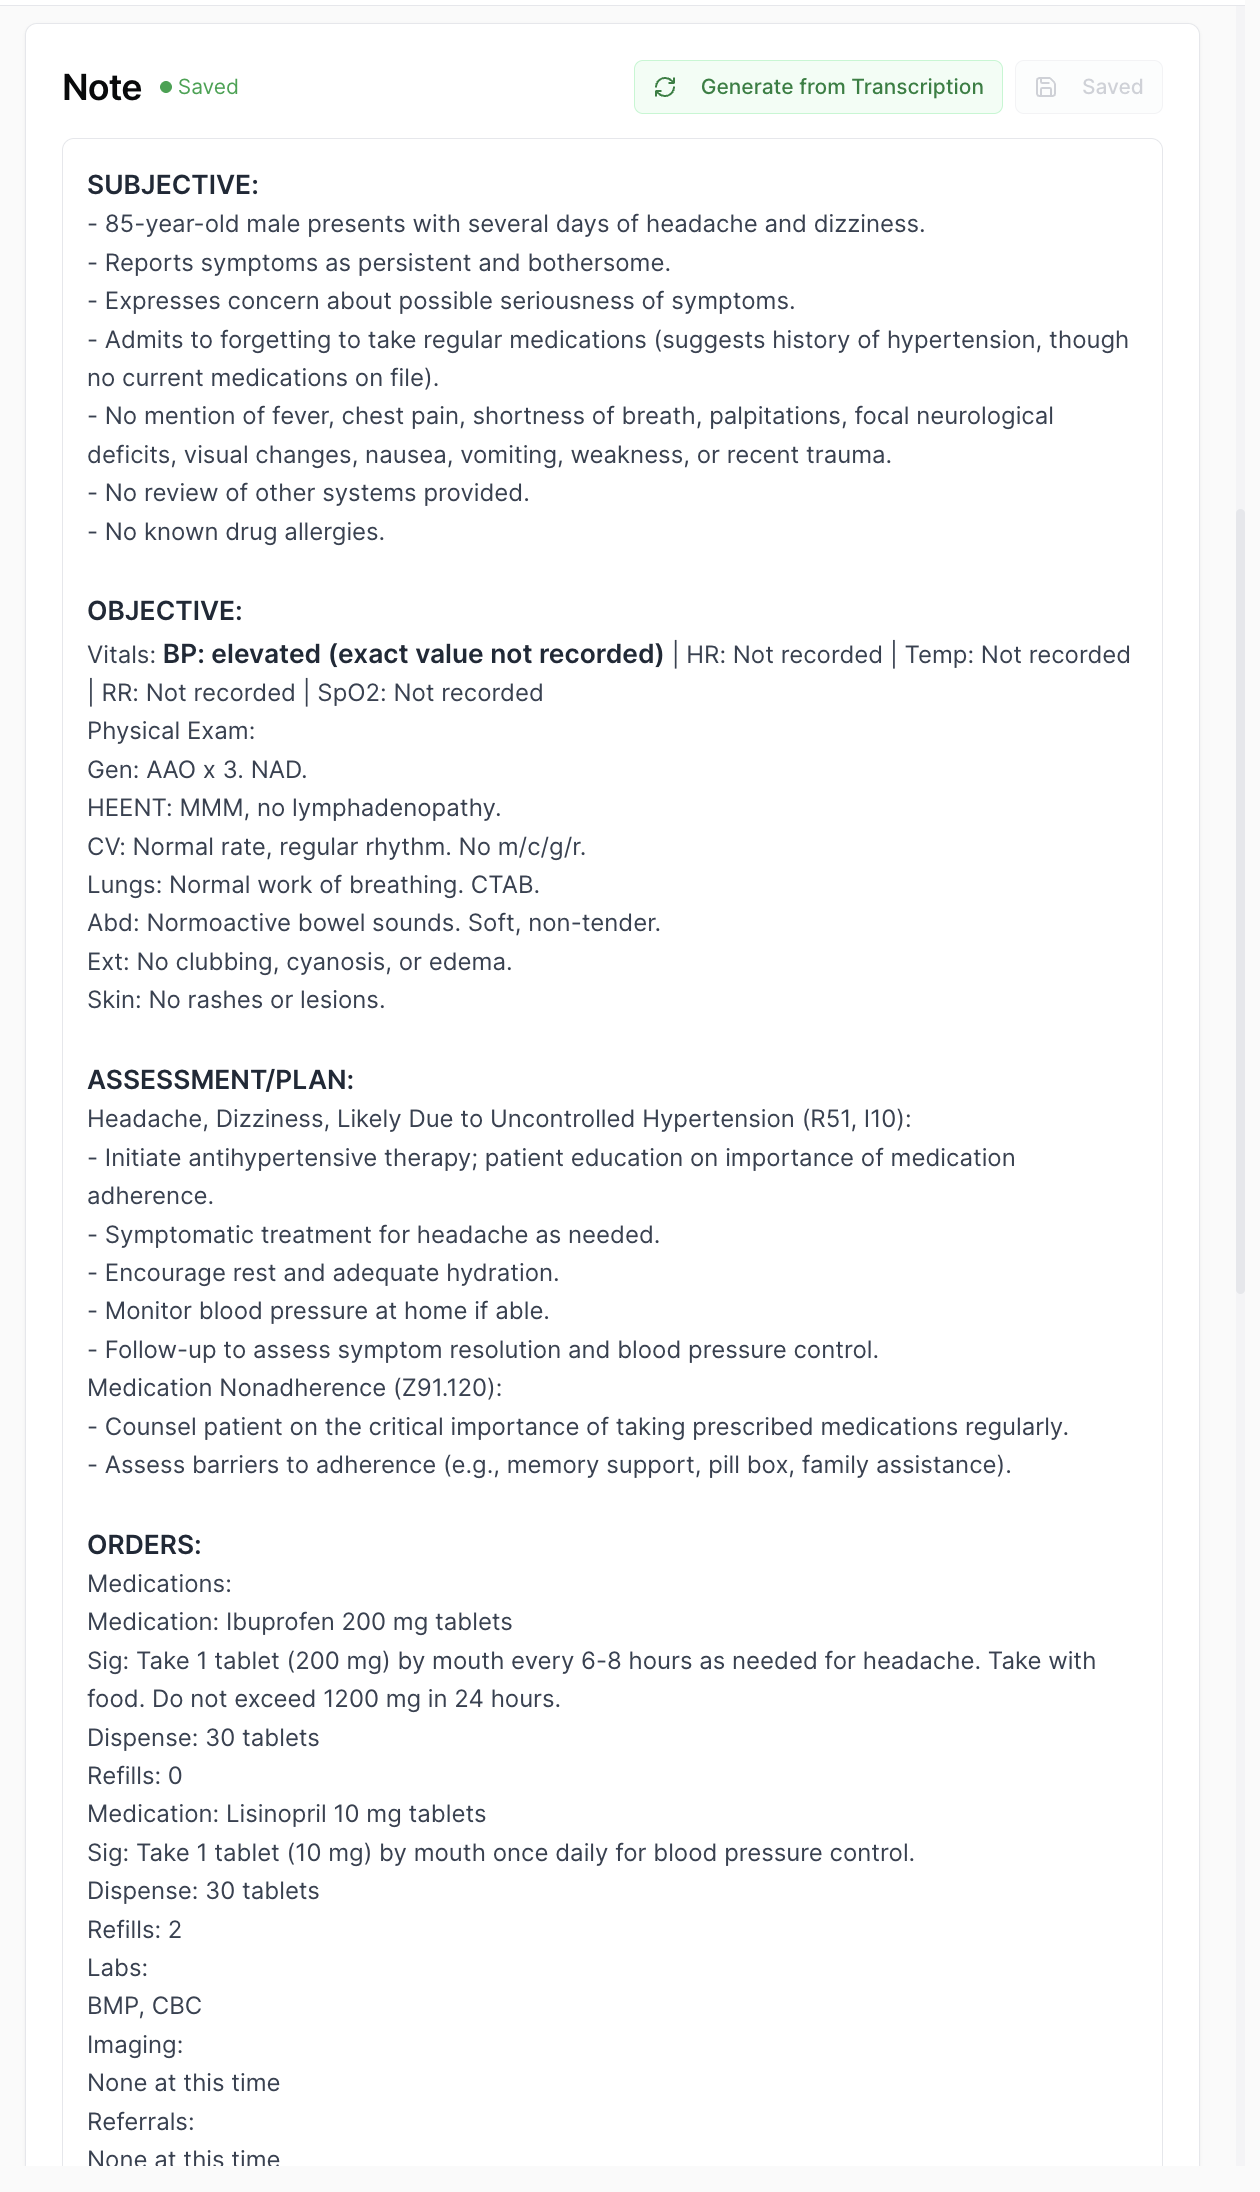 Note
Saved
Generate from Transcription
Saved
SUBJECTIVE:
- 85-year-old male presents with several days of headache and dizziness.
- Reports symptoms as persistent and bothersome.
- Expresses concern about possible seriousness of symptoms.
- Admits to forgetting to take regular medications (suggests history of hypertension, though
no current medications on file).
- No mention of fever, chest pain, shortness of breath, palpitations, focal neurological
deficits, visual changes, nausea, vomiting, weakness, or recent trauma.
- No review of other systems provided.
- No known drug allergies.
OBJECTIVE:
Vitals: BP: elevated (exact value not recorded) | HR: Not recorded | Temp: Not recorded
| RR: Not recorded | SpO2: Not recorded
Physical Exam:
Gen: AAO x 3. NAD.
HEENT: MMM, no lymphadenopathy.
CV: Normal rate, regular rhythm. No m/c/g/r.
Lungs: Normal work of breathing. CTAB.
Abd: Normoactive bowel sounds. Soft, non-tender.
Ext: No clubbing, cyanosis, or edema.
Skin: No rashes or lesions.
ASSESSMENT/PLAN:
Headache, Dizziness, Likely Due to Uncontrolled Hypertension (R51, I10):
- Initiate antihypertensive therapy; patient education on importance of medication
adherence.
- Symptomatic treatment for headache as needed.
- Encourage rest and adequate hydration.
- Monitor blood pressure at home if able.
- Follow-up to assess symptom resolution and blood pressure control.
Medication Nonadherence (Z91.120):
- Counsel patient on the critical importance of taking prescribed medications regularly.
- Assess barriers to adherence (e.g., memory support, pill box, family assistance).
ORDERS:
Medications:
Medication: Ibuprofen 200 mg tablets
Sig: Take 1 tablet (200 mg) by mouth every 6-8 hours as needed for headache. Take with
food. Do not exceed 1200 mg in 24 hours.
Dispense: 30 tablets
Refills: 0
Medication: Lisinopril 10 mg tablets
Sig: Take 1 tablet (10 mg) by mouth once daily for blood pressure control.
Dispense: 30 tablets
Refills: 2
Labs:
BMP, CBC
Imaging:
None at this time
Referrals:
None at this time